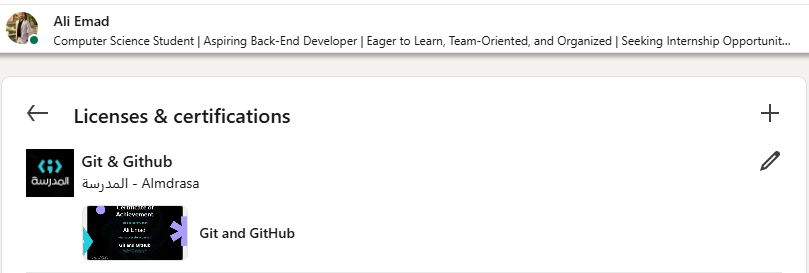 Ali Emad
Computer Science Student | Aspiring Back-End Developer | Eager to Learn, Team-Oriented, and Organized | Seeking Internship Opportunit...
Licenses & certifications
Git & Github
المدرسة
المدرسة - Almdrasa
Certificate of
Achievement
Ali Emad
Git and GitHub
Git and GitHub